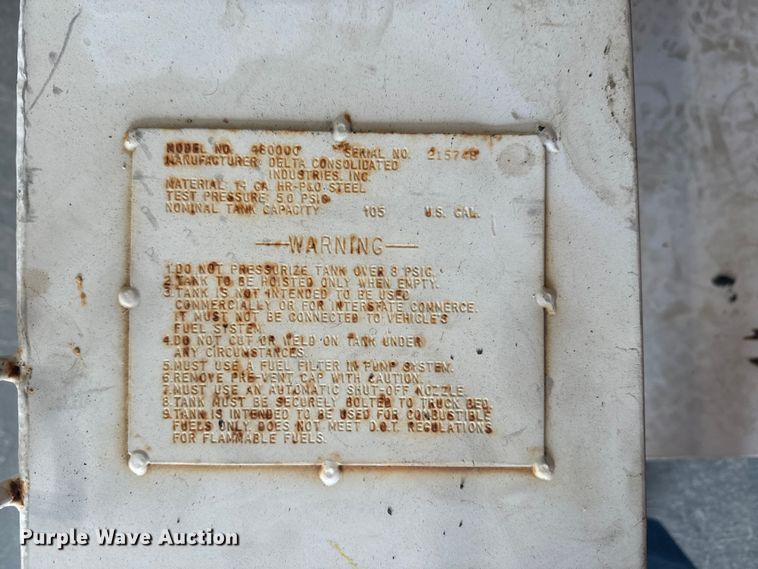 MODEL NO. 480000 SERIAL NO. 215748
MANUFACTURER: DELTA CONSOLIDATED
INDUSTRIES, INC.
MATERIAL: 14 GA HR-P&O STEEL
TEST PRESSURE: 5.0 PSIG
NOMINAL TANK CAPACITY: 105 U.S. GAL.
WARNING
1.DO NOT PRESSURIZE TANK OVER 8 PSIG.
2.TANK TO BE HOISTED ONLY WHEN EMPTY.
3.TANK IS NOT INTENDED TO BE USED
COMMERCIALLY OR FOR INTERSTATE COMMERCE.
IT MUST NOT BE CONNECTED TO VEHICLE'S
FUEL SYSTEM.
4.DO NOT CUT OR WELD ON TANK UNDER
ANY CIRCUMSTANCES.
5.MUST USE A FUEL FILTER IN PUMP SYSTEM.
6.REMOVE PRE-VENT CAP WITH CAUTION.
7.MUST USE AN AUTOMATIC SHUT-OFF NOZZLE.
8.TANK MUST BE SECURELY BOLTED TO TRUCK BED.
9.TANK IS INTENDED TO BE USED FOR COMBUSTIBLE
FUELS ONLY. DOES NOT MEET D.O.T. REGULATIONS
FOR FLAMMABLE FUELS.
Purple Wave Auction